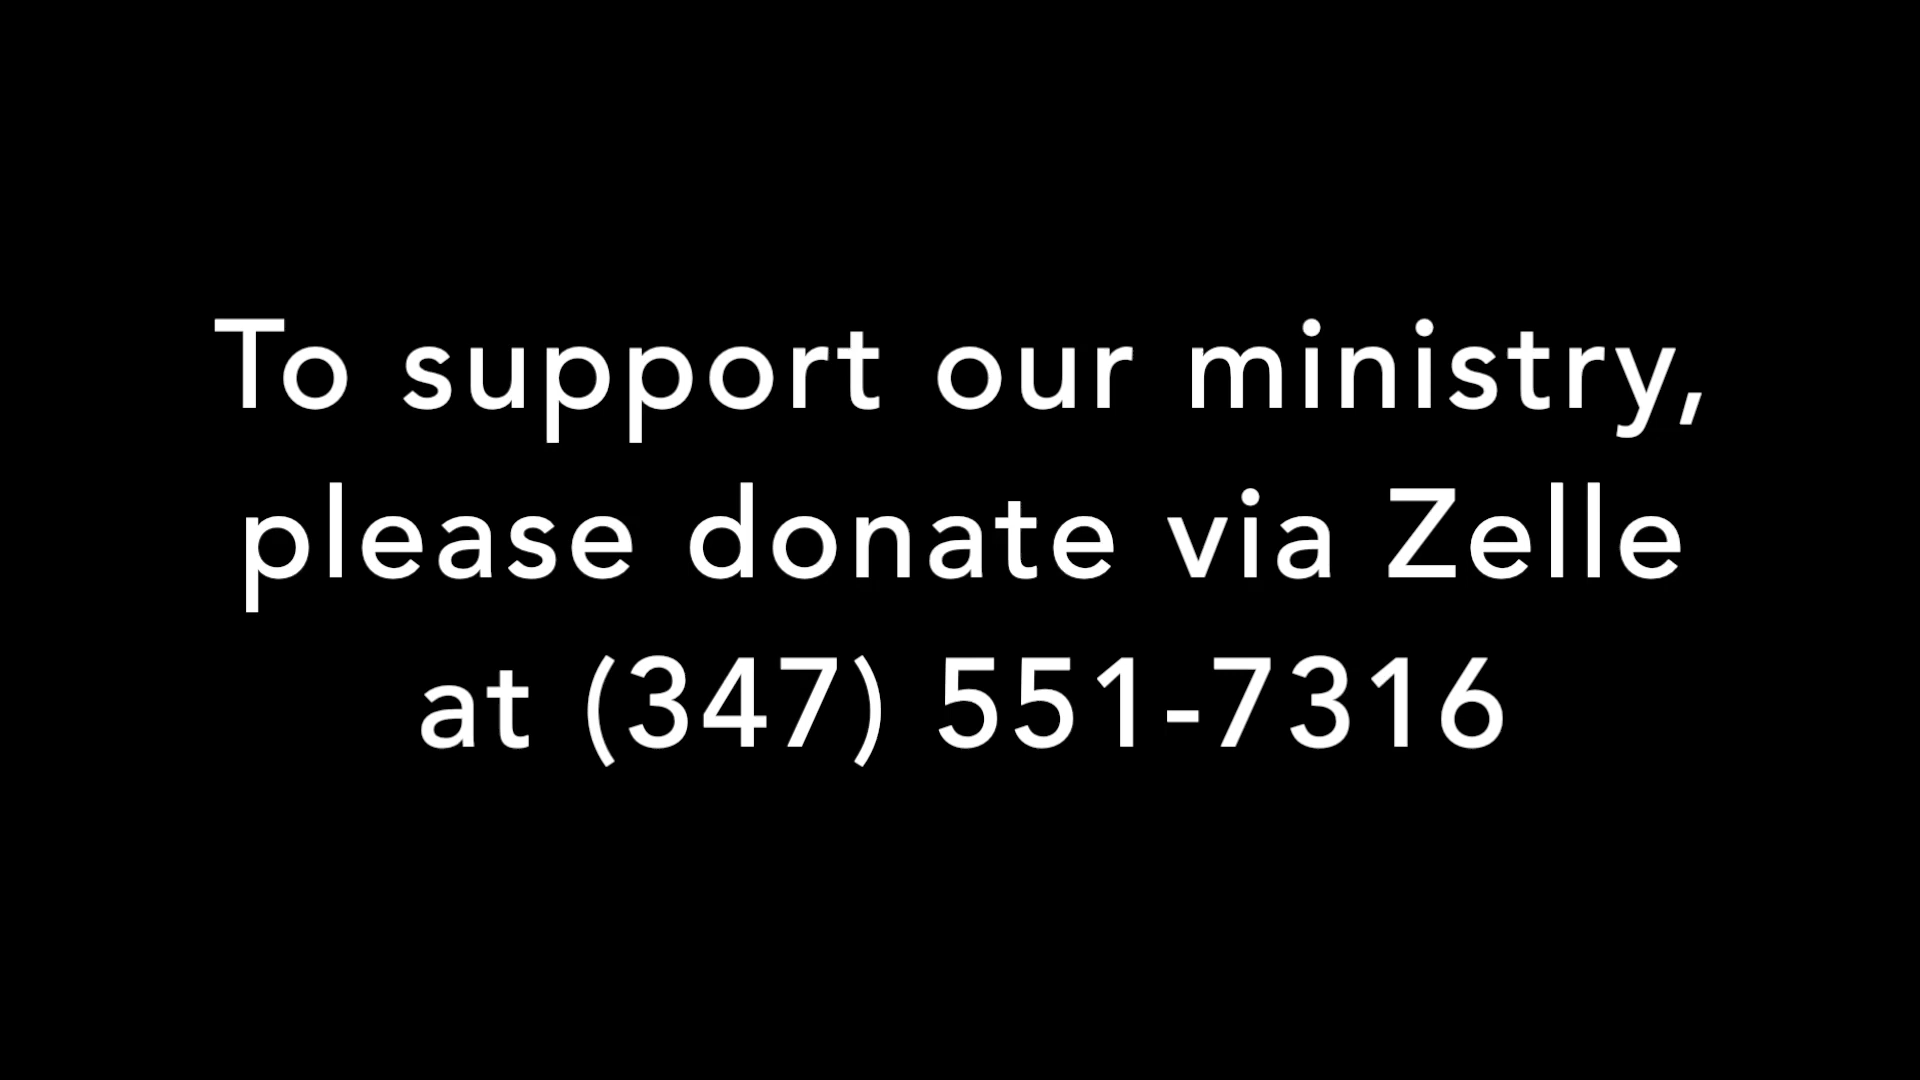 To support our ministry,
please donate via Zelle
at (347) 551-7316